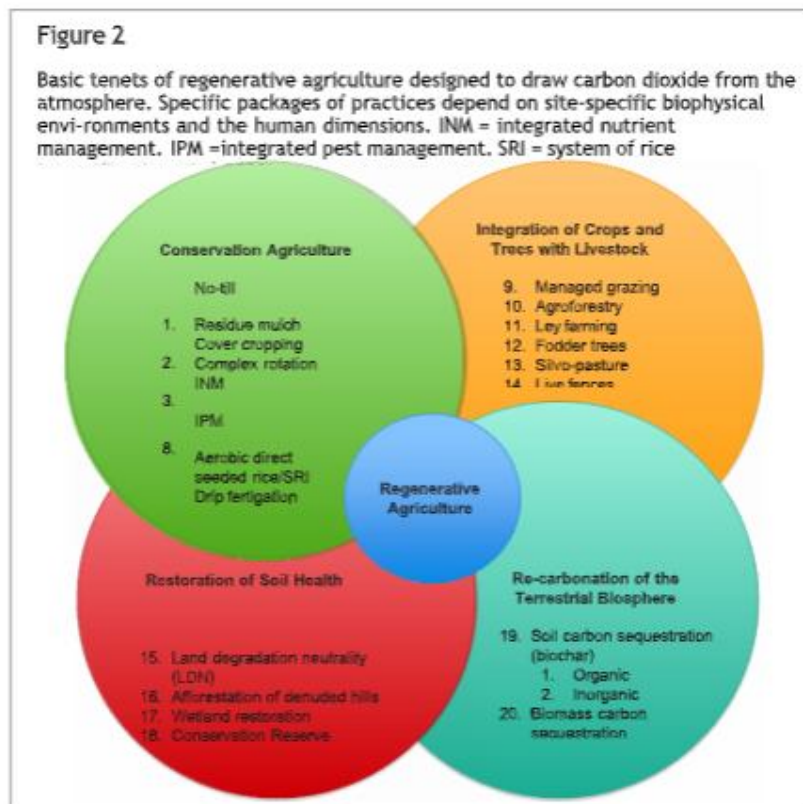 Figure 2
Basic tenets of regenerative agriculture designed to draw carbon dioxide from the
atmosphere. Specific packages of practices depend on site-specific biophysical
envi-ronments and the human dimensions. INM = integrated nutrient
management. IPM =integrated pest management. SRI = system of rice
Conservation Agriculture
No-till
1. Residue mulch
Cover cropping
2. Complex rotation
INM
3.
IPM
8. Aerobic direct
seeded rice/SRI
Drip fertigation
Integration of Crops and
Trees with Livestock
9. Managed grazing
10. Agroforestry
11. Ley farming
12. Fodder trees
13. Silvo-pasture
14. Live fences
Regenerative
Agriculture
Restoration of Soil Health
15. Land degradation neutrality
(LDN)
16. Afforestation of denuded hills
17. Wetland restoration
18. Conservation Reserve
Re-carbonation of the
Terrestrial Biosphere
19. Soil carbon sequestration
(biochar)
1. Organic
2. Inorganic
20. Biomass carbon
sequestration